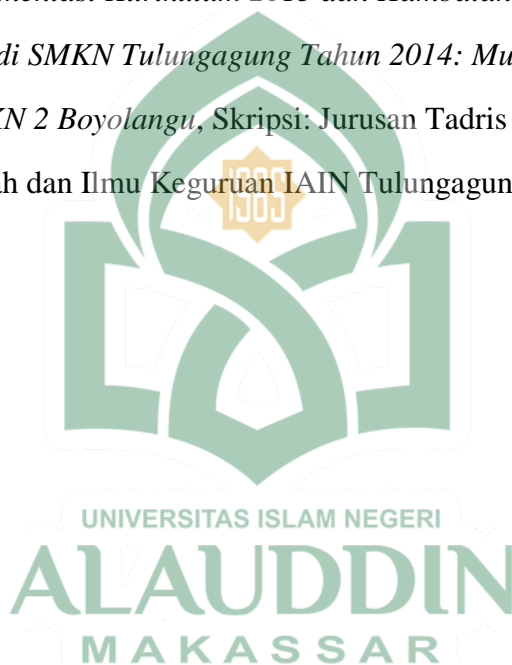 di SMKN Tulungagung Tahun 2014: Mu
KN 2 Boyolangu, Skripsi: Jurusan Tadris
ah dan Ilmu Keguruan IAIN Tulungagun
1965
UNIVERSITAS ISLAM NEGERI
ALAUDDIN
MAKASSAR